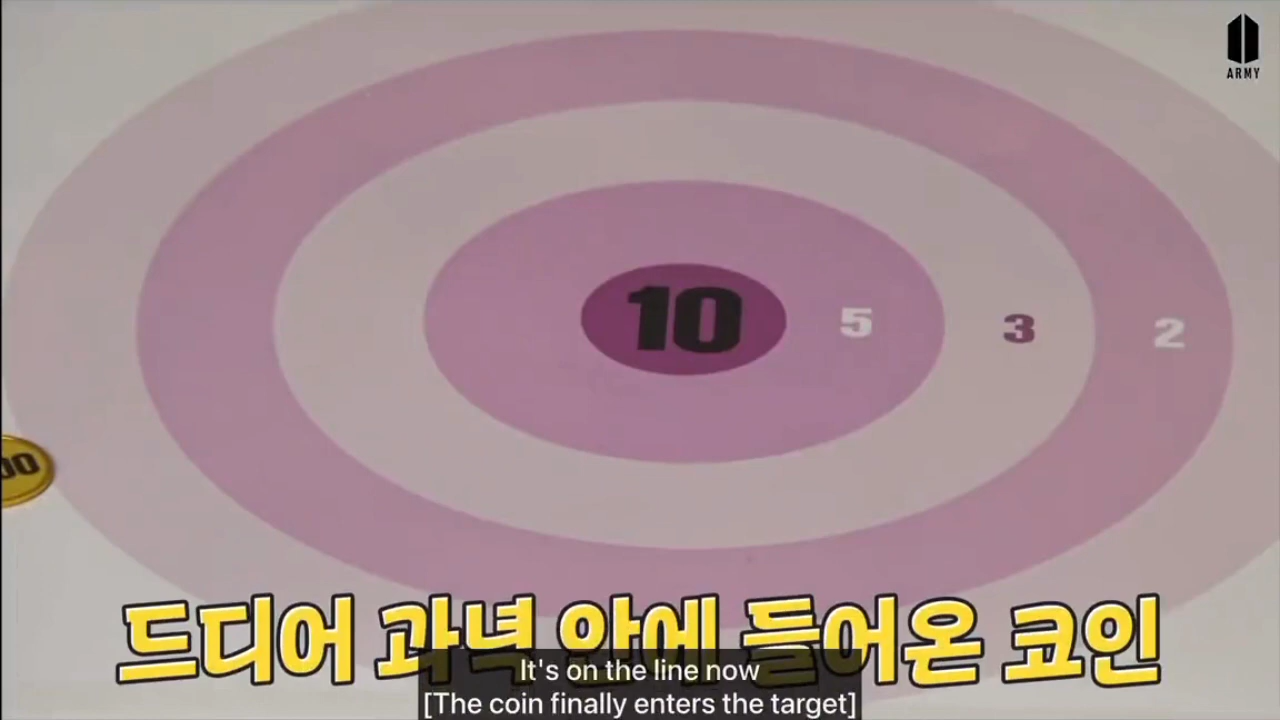 ARMY
10 5 3 2
00
드디어 과녁 안에 들어온 코인
It's on the line now
[The coin finally enters the target]